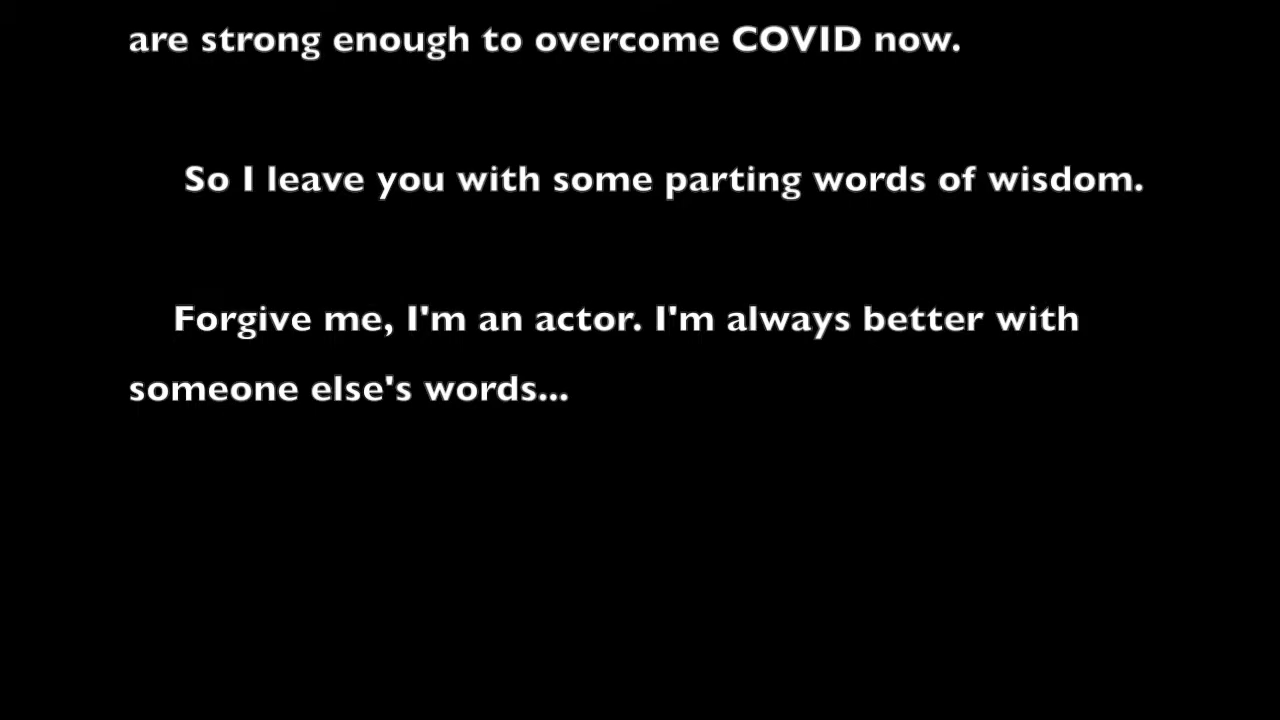 are strong enough to overcome COVID now.
So I leave you with some parting words of wisdom.
Forgive me, I'm an actor. I'm always better with
someone else's words...